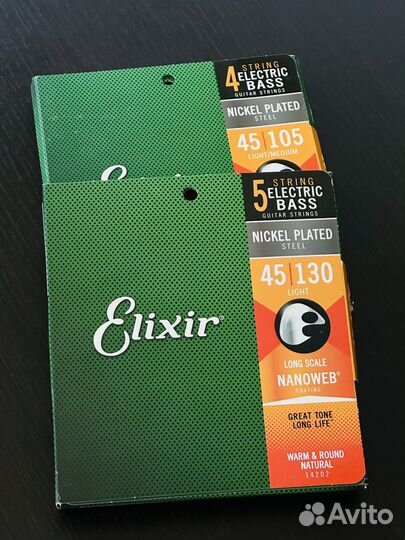 4 STRING
ELECTRIC
BASS
GUITAR STRINGS
NICKEL PLATED
STEEL
45|105
LIGHT/MEDIUM
Elixir
5 STRING
ELECTRIC
BASS
GUITAR STRINGS
NICKEL PLATED
STEEL
45|130
LIGHT
Elixir
LONG SCALE
NANOWEB®
COATING
GREAT TONE
LONG LIFE™
WARM & ROUND
NATURAL
14202
Avito